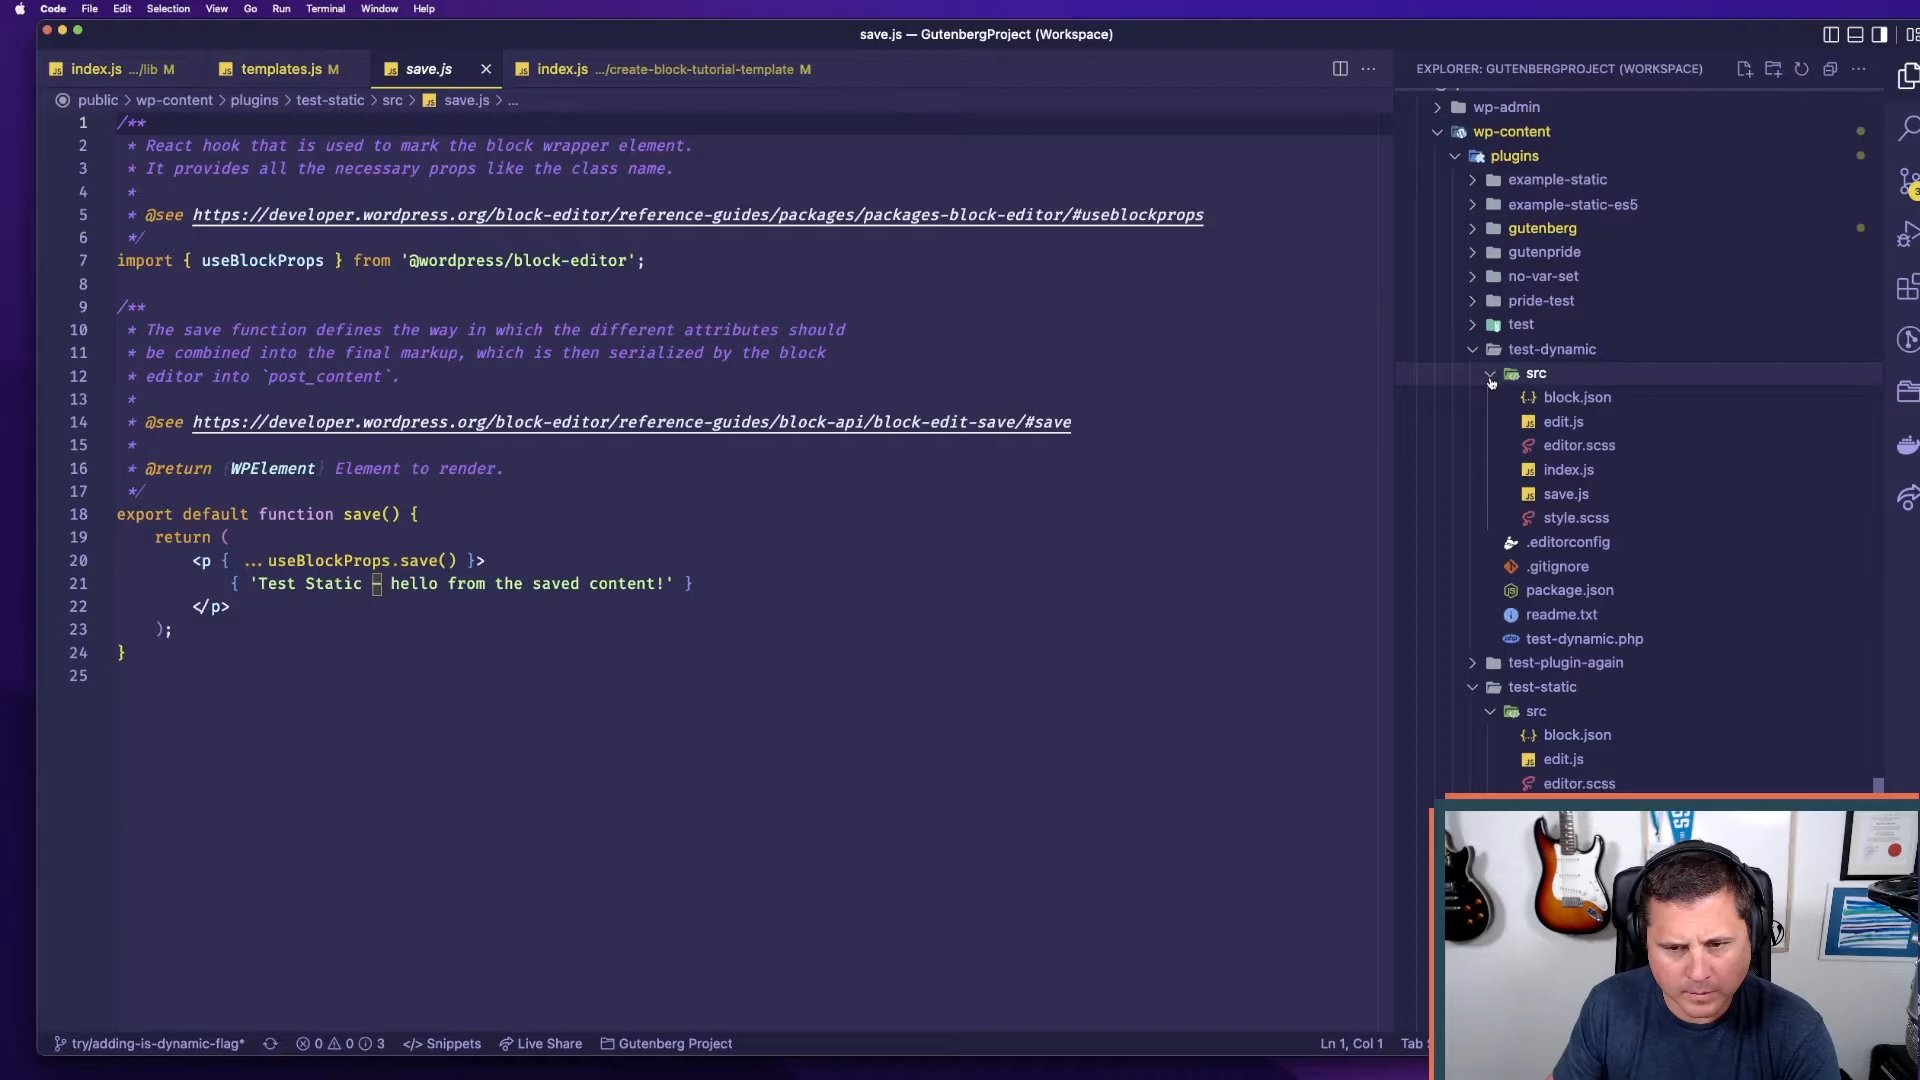 Code File Edit Selection View Go Run Terminal Window Help
save.js — GutenbergProject (Workspace)
index.js .../lib M
templates.js M
save.js
index.js .../create-block-tutorial-template M
public > wp-content > plugins > test-static > src > save.js > ...
1 /**
2 * React hook that is used to mark the block wrapper element.
3 * It provides all the necessary props like the class name.
4 *
5 * @see https://developer.wordpress.org/block-editor/reference-guides/packages/packages-block-editor/#useblockprops
6 */
7 import { useBlockProps } from '@wordpress/block-editor';
8
9 /**
10 * The save function defines the way in which the different attributes should
11 * be combined into the final markup, which is then serialized by the block
12 * editor into `post_content`.
13 *
14 * @see https://developer.wordpress.org/block-editor/reference-guides/block-api/block-edit-save/#save
15 *
16 * @return {WPElement} Element to render.
17 */
18 export default function save() {
19 return (
20 <p { ...useBlockProps.save() }>
21 { 'Test Static – hello from the saved content!' }
22 </p>
23 );
24 }
25
EXPLORER: GUTENBERGPROJECT (WORKSPACE)
wp-admin
wp-content
plugins
example-static
example-static-es5
gutenberg
gutenpride
no-var-set
pride-test
test
test-dynamic
src
block.json
edit.js
editor.scss
index.js
save.js
style.scss
.editorconfig
.gitignore
package.json
readme.txt
test-dynamic.php
test-plugin-again
test-static
src
block.json
edit.js
editor.scss
try/adding-is-dynamic-flag* 0 0 3 Snippets Live Share Gutenberg Project
Ln 1, Col 1 Tab